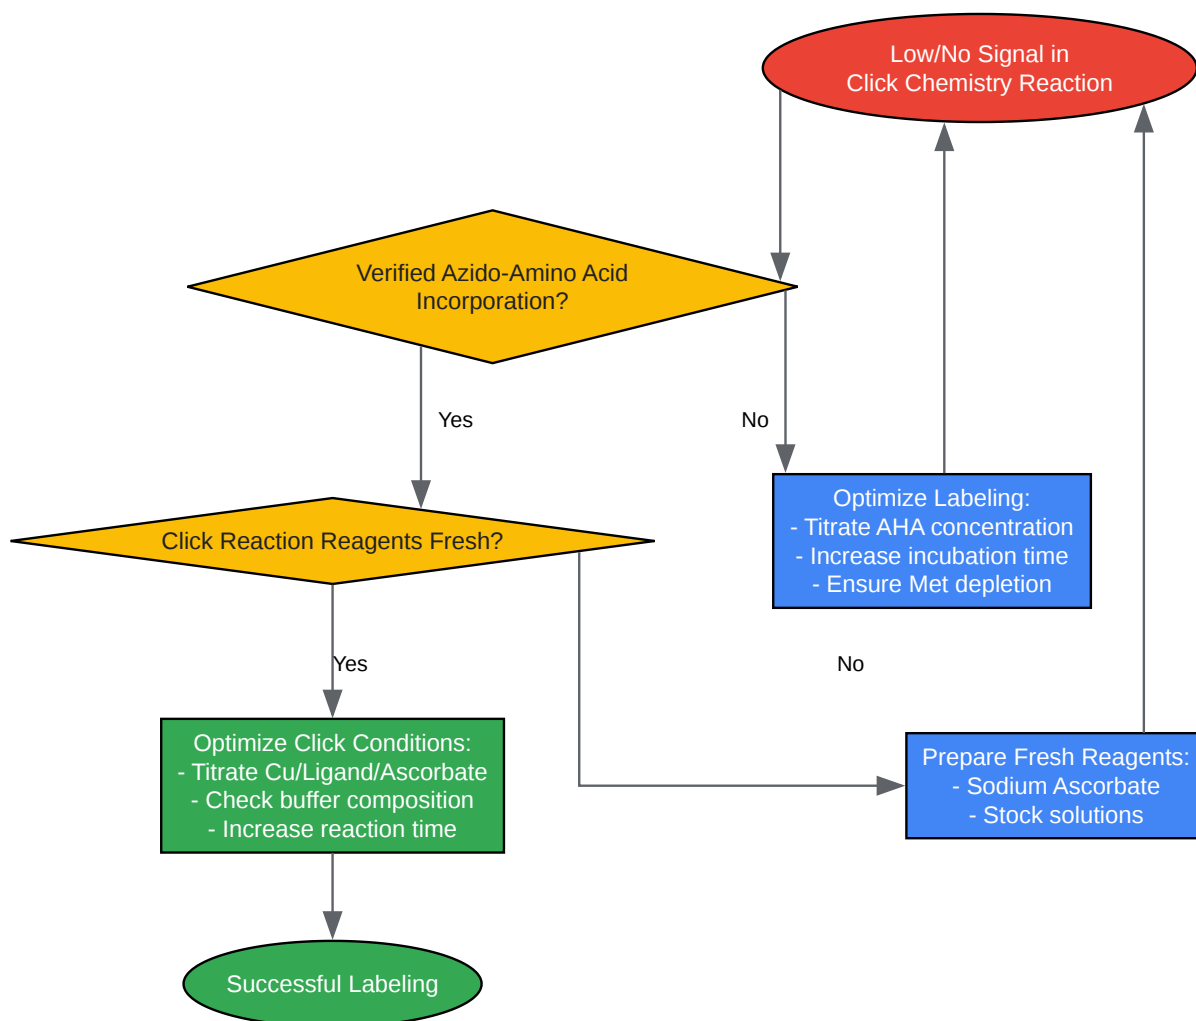 Low/No Signal in
Click Chemistry Reaction
Verified Azido-Amino Acid
Incorporation?
Yes
No
Optimize Labeling:
- Titrate AHA concentration
- Increase incubation time
- Ensure Met depletion
Click Reaction Reagents Fresh?
Yes
No
Optimize Click Conditions:
- Titrate Cu/Ligand/Ascorbate
- Check buffer composition
- Increase reaction time
Prepare Fresh Reagents:
- Sodium Ascorbate
- Stock solutions
Successful Labeling